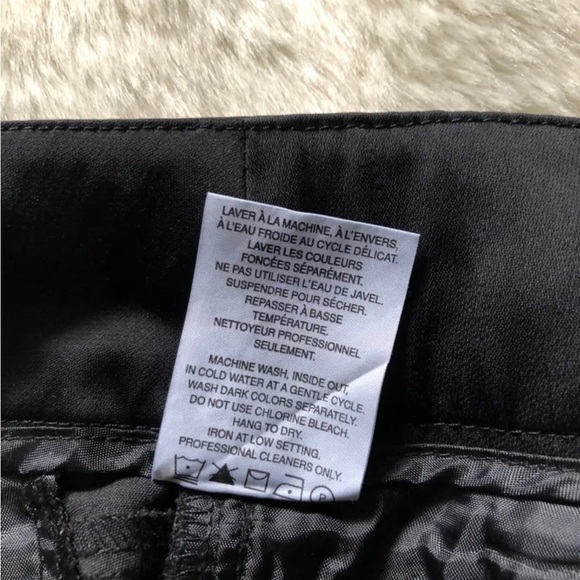 LAVER À LA MACHINE, À L'ENVERS,
À L'EAU FROIDE AU CYCLE DÉLICAT.
LAVER LES COULEURS
FONCÉES SÉPARÉMENT.
NE PAS UTILISER L'EAU DE JAVEL.
SUSPENDRE POUR SÉCHER.
REPASSER À BASSE
TEMPÉRATURE.
NETTOYEUR PROFESSIONNEL
SEULEMENT.
MACHINE WASH, INSIDE OUT,
IN COLD WATER AT A GENTLE CYCLE.
WASH DARK COLORS SEPARATELY.
DO NOT USE CHLORINE BLEACH.
HANG TO DRY.
IRON AT LOW SETTING.
PROFESSIONAL CLEANERS ONLY.
P